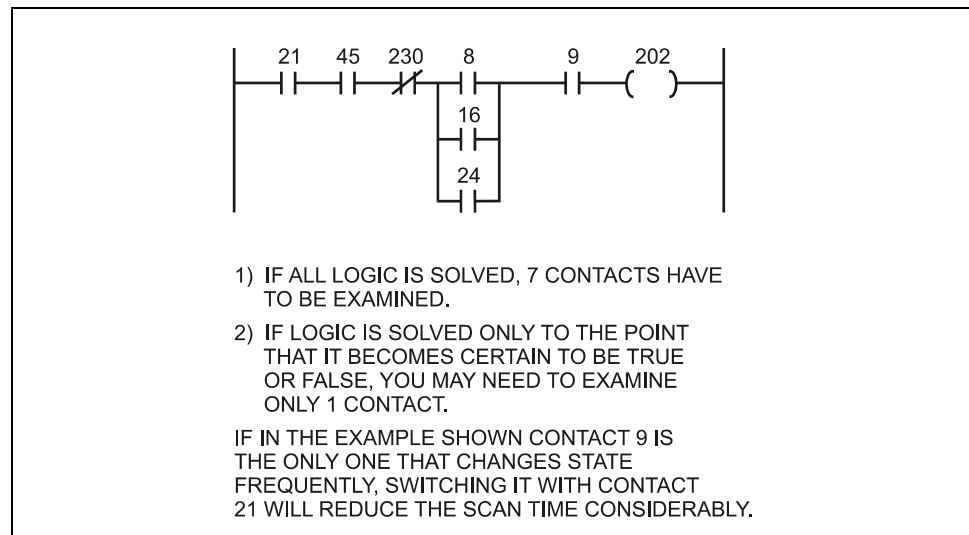 21 45 230 8 9 202
16
24
1) IF ALL LOGIC IS SOLVED, 7 CONTACTS HAVE
TO BE EXAMINED.
2) IF LOGIC IS SOLVED ONLY TO THE POINT
THAT IT BECOMES CERTAIN TO BE TRUE
OR FALSE, YOU MAY NEED TO EXAMINE
ONLY 1 CONTACT.
IF IN THE EXAMPLE SHOWN CONTACT 9 IS
THE ONLY ONE THAT CHANGES STATE
FREQUENTLY, SWITCHING IT WITH CONTACT
21 WILL REDUCE THE SCAN TIME CONSIDERABLY.